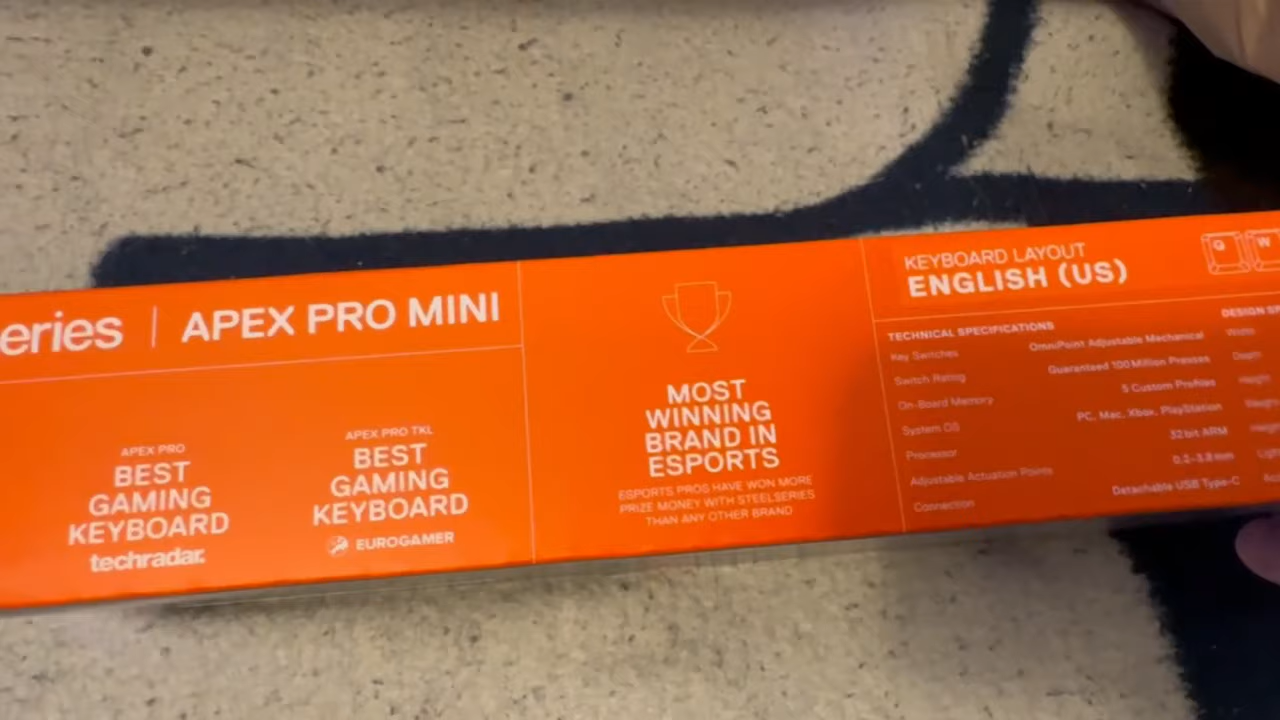 eries | APEX PRO MINI
APEX PRO
BEST
GAMING
KEYBOARD
techradar.
APEX PRO TKL
BEST
GAMING
KEYBOARD
EUROGAMER
MOST
WINNING
BRAND IN
ESPORTS
ESPORTS PROS HAVE WON MORE
PRIZE MONEY WITH STEELSERIES
THAN ANY OTHER BRAND
KEYBOARD LAYOUT
ENGLISH (US)
Q W
TECHNICAL SPECIFICATIONS
Key Switches OmniPoint Adjustable Mechanical
Switch Rating Guaranteed 100 Million Presses
On-Board Memory 5 Custom Profiles
System OS PC, Mac, Xbox, PlayStation
Processor 32 bit ARM
Adjustable Actuation Points 0.2–3.8 mm
Connection Detachable USB Type-C
DESIGN
Width
Depth
Height